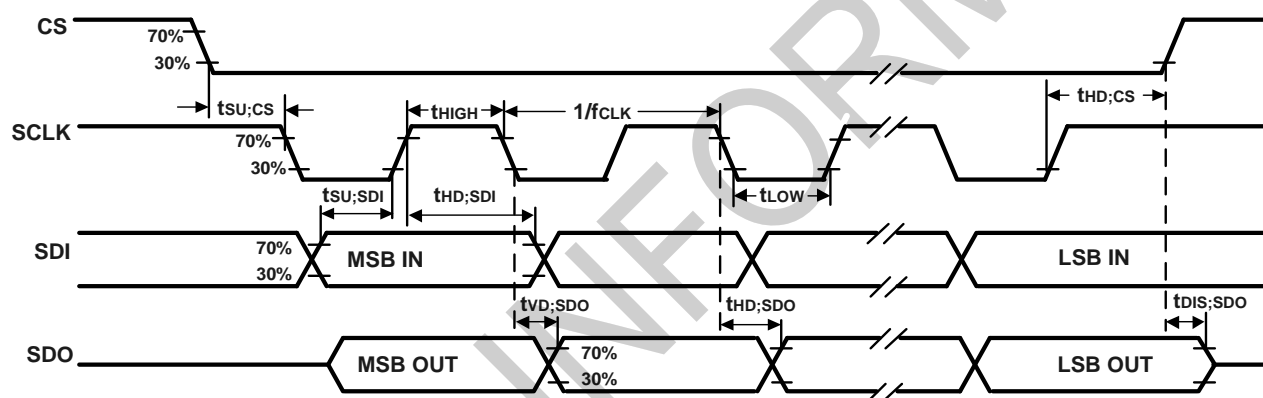 CS
70%
30%
tSU;CS
tHIGH
1/fCLK
tHD;CS
SCLK
70%
30%
tSU;SDI
tHD;SDI
tLOW
SDI
70%
30%
MSB IN
LSB IN
tVD;SDO
tHD;SDO
tDIS;SDO
SDO
MSB OUT
70%
30%
LSB OUT
INFORM